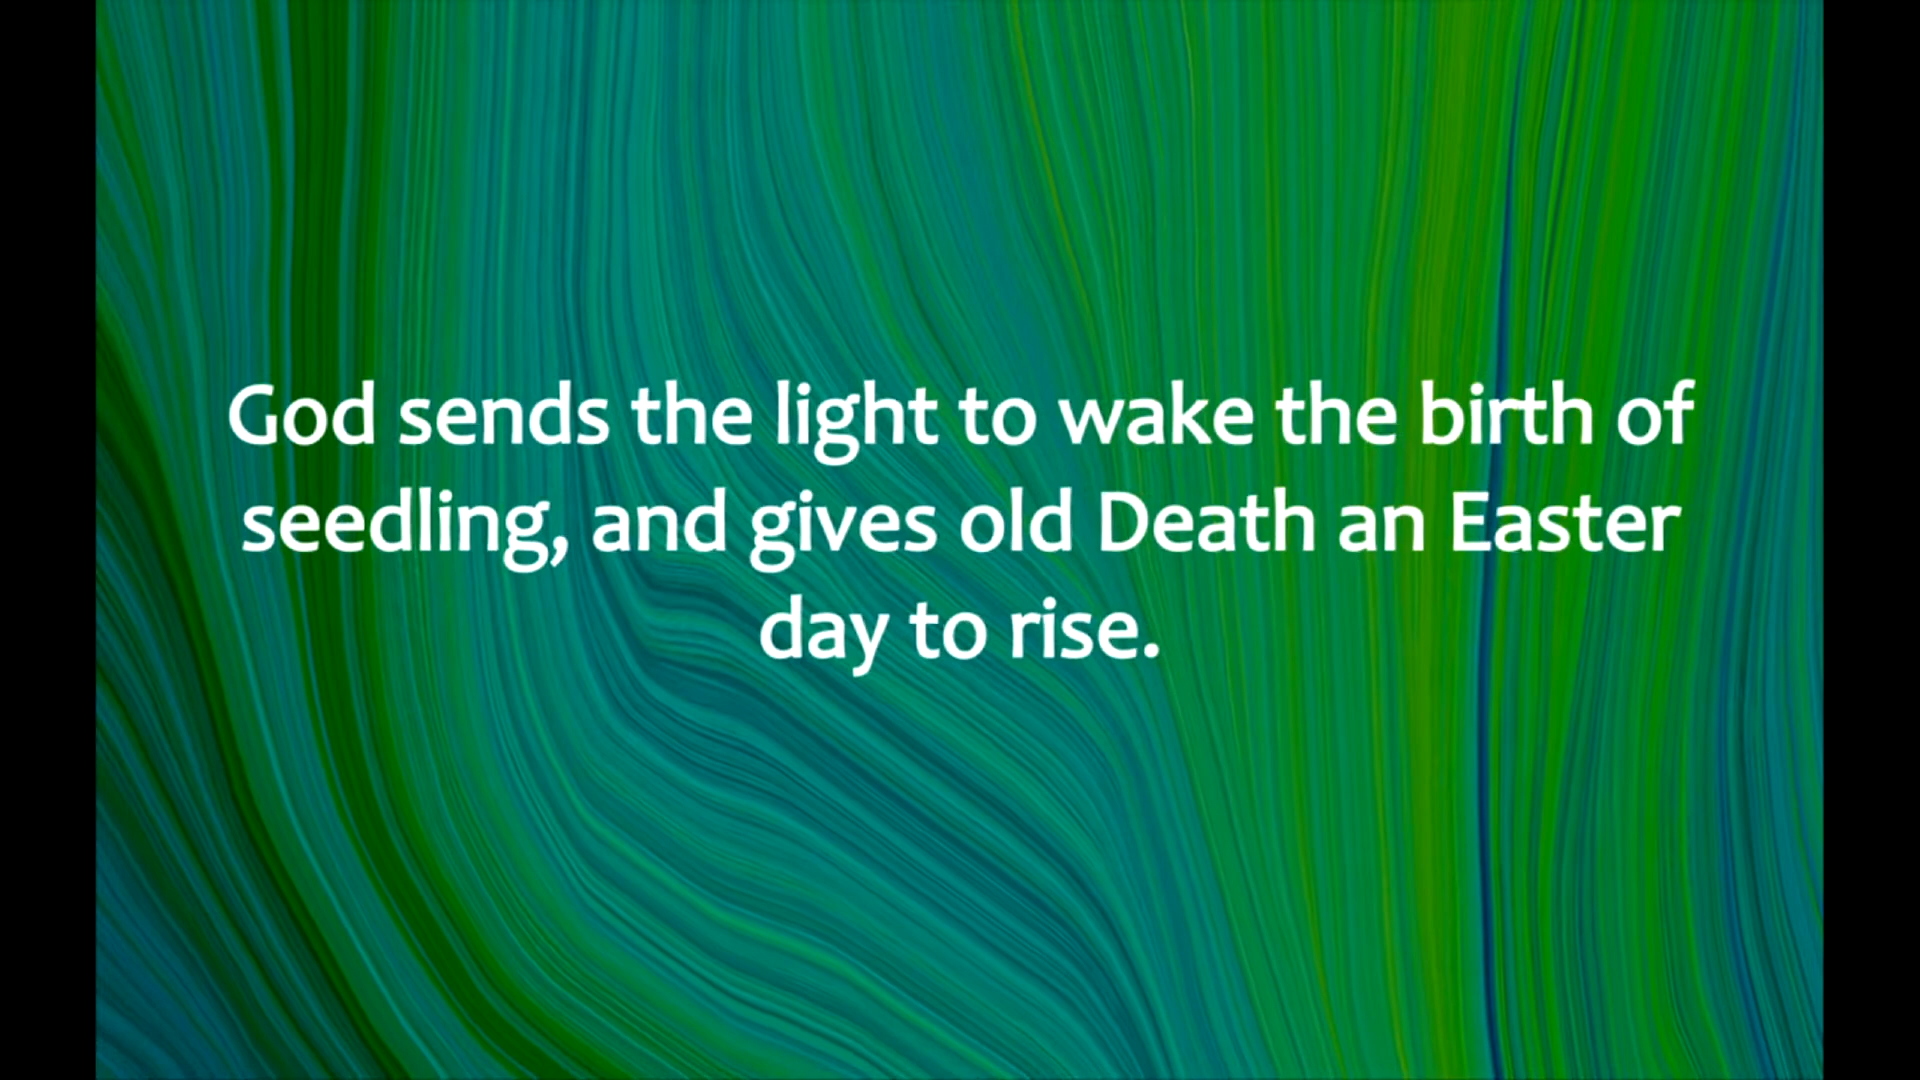 God sends the light to wake the birth of
seedling, and gives old Death an Easter
day to rise.